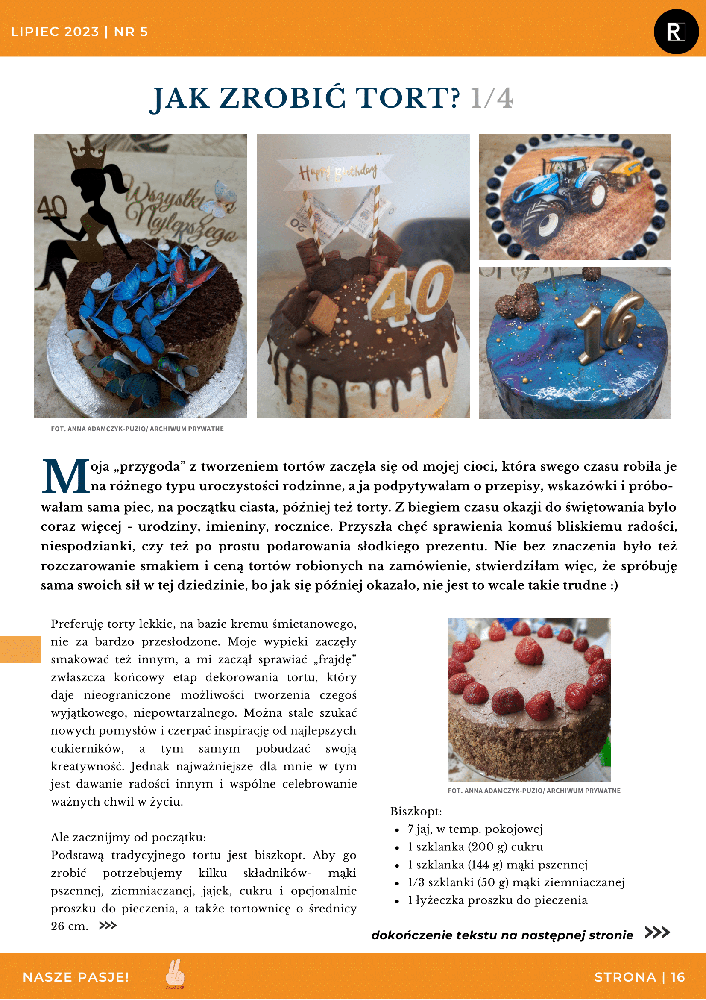 LIPIEC 2023 | NR 5
R
JAK ZROBIĆ TORT? 1/4
40
Wszystkiego
Najlepszego
Happy Birthday
20
40
16
FOT. ANNA ADAMCZYK-PUZIO/ ARCHIWUM PRYWATNE
Moja „przygoda” z tworzeniem tortów zaczęła się od mojej cioci, która swego czasu robiła je
na różnego typu uroczystości rodzinne, a ja podpytywałam o przepisy, wskazówki i próbo-
wałam sama piec, na początku ciasta, później też torty. Z biegiem czasu okazji do świętowania było
coraz więcej - urodziny, imieniny, rocznice. Przyszła chęć sprawienia komuś bliskiemu radości,
niespodzianki, czy też po prostu podarowania słodkiego prezentu. Nie bez znaczenia było też
rozczarowanie smakiem i ceną tortów robionych na zamówienie, stwierdziłam więc, że spróbuję
sama swoich sił w tej dziedzinie, bo jak się później okazało, nie jest to wcale takie trudne :)
Preferuję torty lekkie, na bazie kremu śmietanowego,
nie za bardzo przesłodzone. Moje wypieki zaczęły
smakować też innym, a mi zaczął sprawiać „frajdę”
zwłaszcza końcowy etap dekorowania tortu, który
daje nieograniczone możliwości tworzenia czegoś
wyjątkowego, niepowtarzalnego. Można stale szukać
nowych pomysłów i czerpać inspirację od najlepszych
cukierników, a tym samym pobudzać swoją
kreatywność. Jednak najważniejsze dla mnie w tym
jest dawanie radości innym i wspólne celebrowanie
ważnych chwil w życiu.
Ale zacznijmy od początku:
Podstawą tradycyjnego tortu jest biszkopt. Aby go
zrobić potrzebujemy kilku składników- mąki
pszennej, ziemniaczanej, jajek, cukru i opcjonalnie
proszku do pieczenia, a także tortownicę o średnicy
26 cm. >>>
FOT. ANNA ADAMCZYK-PUZIO/ ARCHIWUM PRYWATNE
Biszkopt:
• 7 jaj, w temp. pokojowej
• 1 szklanka (200 g) cukru
• 1 szklanka (144 g) mąki pszennej
• 1/3 szklanki (50 g) mąki ziemniaczanej
• 1 łyżeczka proszku do pieczenia
dokończenie tekstu na następnej stronie >>>
NASZE PASJE!
STRONA | 16